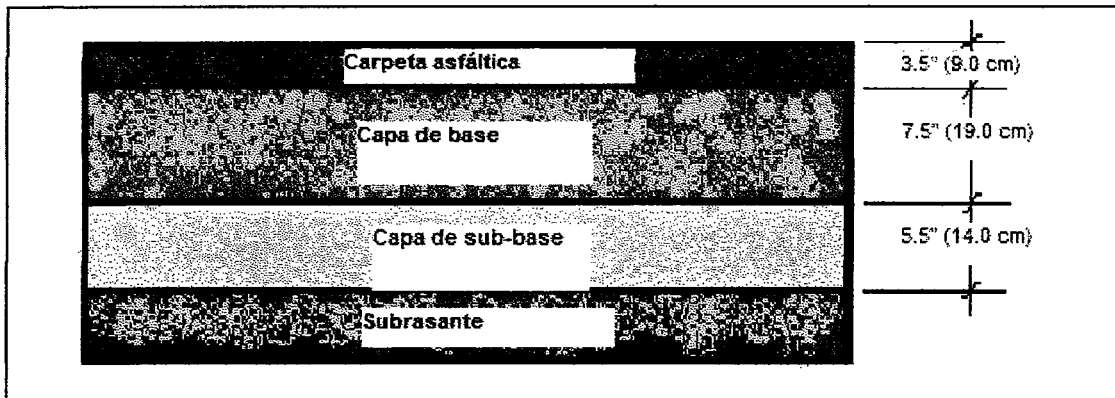 Carpeta asfáltica
3.5" (9.0 cm)
Capa de base
7.5" (19.0 cm)
Capa de sub-base
5.5" (14.0 cm)
Subrasante